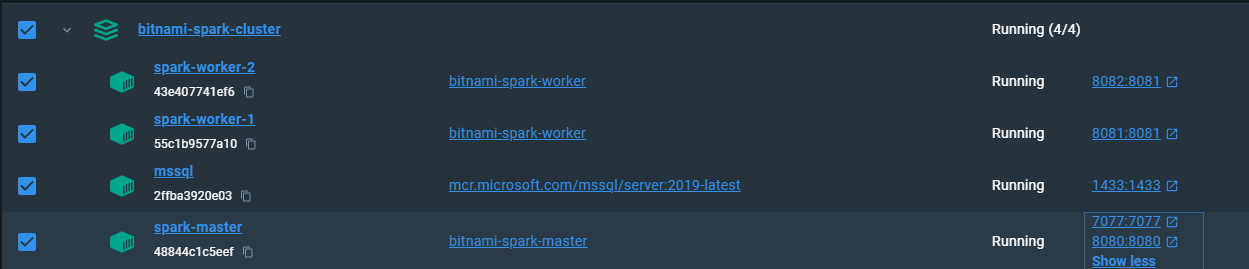 bitnami-spark-cluster Running (4/4)
spark-worker-2
43e407741ef6 bitnami-spark-worker Running 8082:8081
spark-worker-1
55c1b9577a10 bitnami-spark-worker Running 8081:8081
mssql
2ffba3920e03 mcr.microsoft.com/mssql/server:2019-latest Running 1433:1433
spark-master 7077:7077
48844c1c5eef bitnami-spark-master Running 8080:8080
Show less